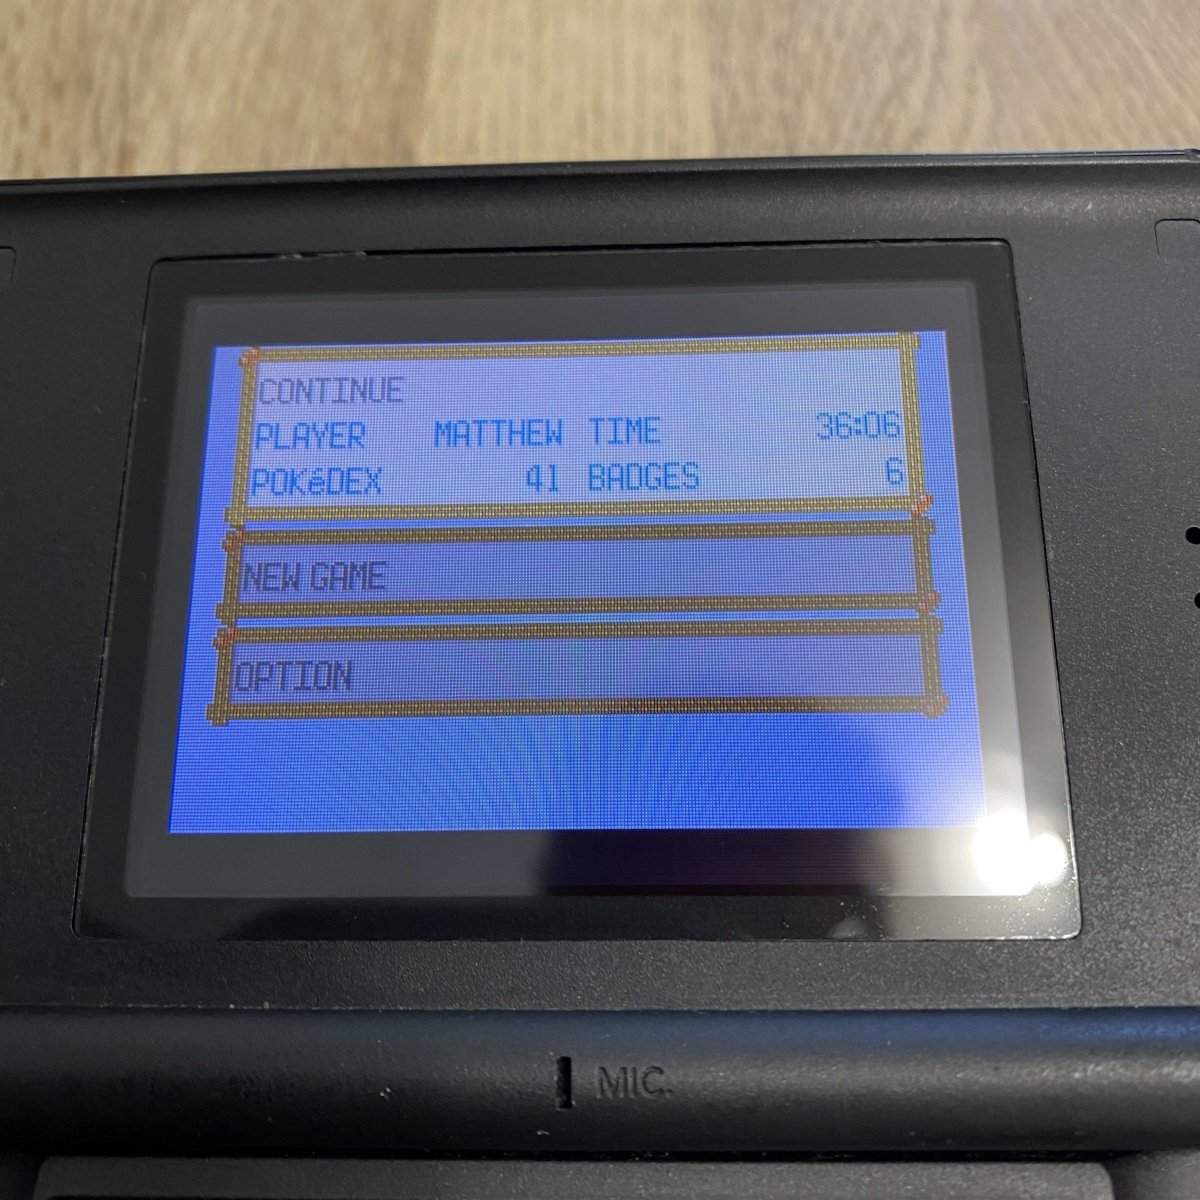 CONTINUE
PLAYER MATTHEW TIME 36:06
POKéDEX 41 BADGES 6
NEW GAME
OPTION
MIC.